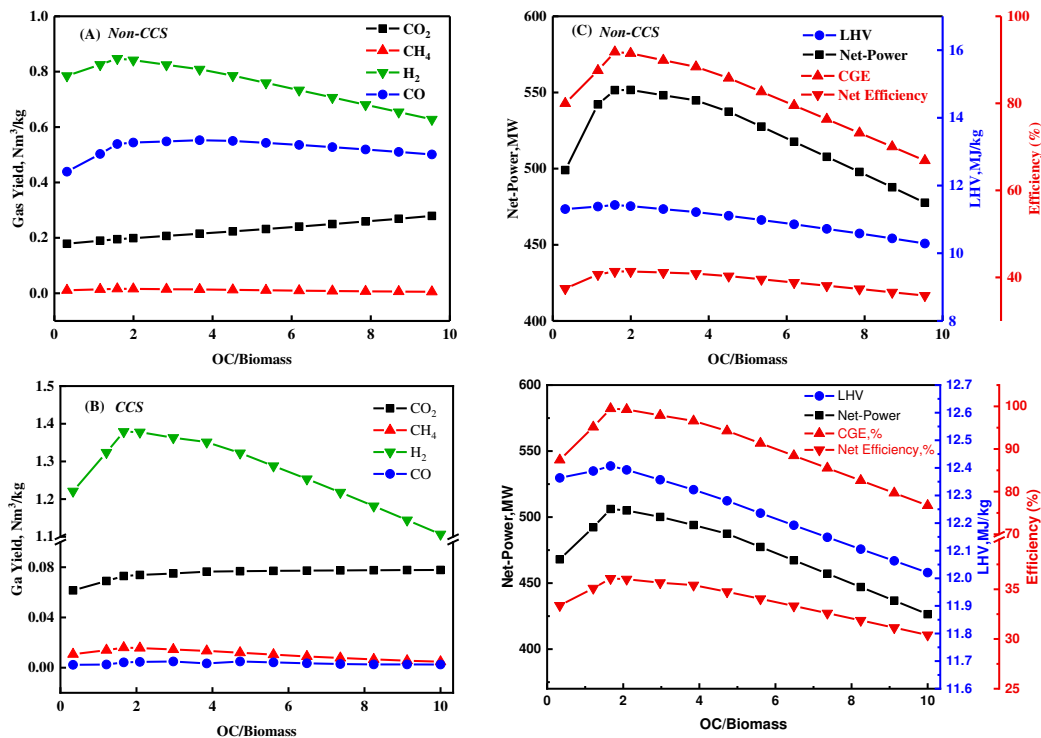 (A) Non-CCS
CO₂
CH₄
H₂
CO
1.0
0.8
0.6
0.4
0.2
0.0
Gas Yield, Nm³/kg
0 2 4 6 8 10
OC/Biomass
(C) Non-CCS
LHV
Net-Power
CGE
Net Efficiency
600
550
500
450
400
Net-Power,MW
16
14
12
10
8
LHV,MJ/kg
100
80
60
40
Efficiency (%)
0 2 4 6 8 10
OC/Biomass
(B) CCS
CO₂
CH₄
H₂
CO
1.5
1.4
1.3
1.2
1.1
0.08
0.04
0.00
Ga Yield, Nm³/kg
0 2 4 6 8 10
OC/Biomass
LHV
Net-Power
CGE,%
Net Efficiency,%
600
550
500
450
400
Net-Power,MW
12.7
12.6
12.5
12.4
12.3
12.2
12.1
12.0
11.9
11.8
11.7
11.6
LHV,MJ/kg
100
90
80
70
35
30
25
Efficiency (%)
0 2 4 6 8 10
OC/Biomass